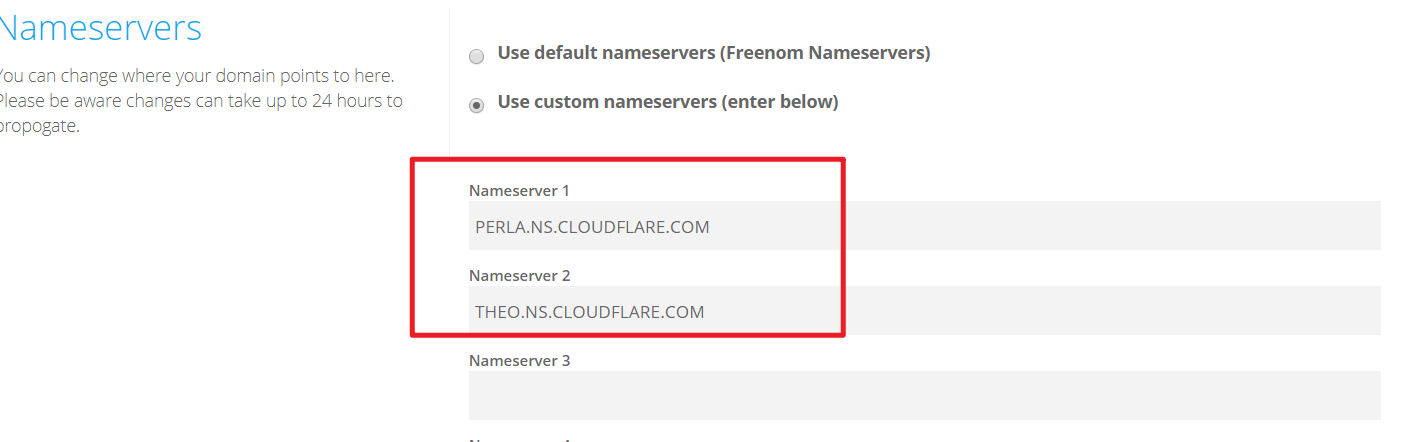 Nameservers
You can change where your domain points to here.
Please be aware changes can take up to 24 hours to
propogate.
Use default nameservers (Freenom Nameservers)
Use custom nameservers (enter below)
Nameserver 1
PERLA.NS.CLOUDFLARE.COM
Nameserver 2
THEO.NS.CLOUDFLARE.COM
Nameserver 3